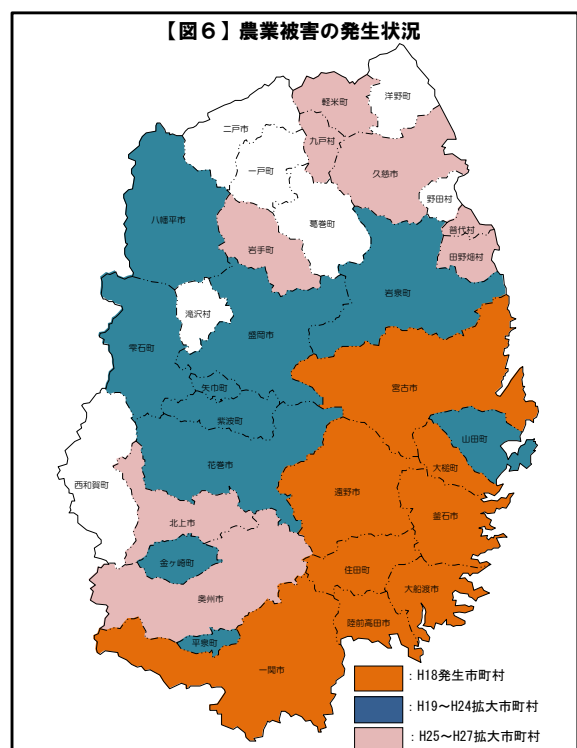 【図６】農業被害の発生状況
洋野町
軽米町
二戸市
九戸村
一戸町
久慈市
野田村
八幡平市
葛巻町
普代村
岩手町
田野畑村
岩泉町
滝沢村
盛岡市
雫石町
宮古市
矢巾町
紫波町
山田町
花巻市
大槌町
西和賀町
遠野市
釜石市
北上市
金ヶ崎町
住田町
大船渡市
奥州市
陸前高田市
平泉町
一関市
：H18発生市町村
：H19～H24拡大市町村
：H25～H27拡大市町村